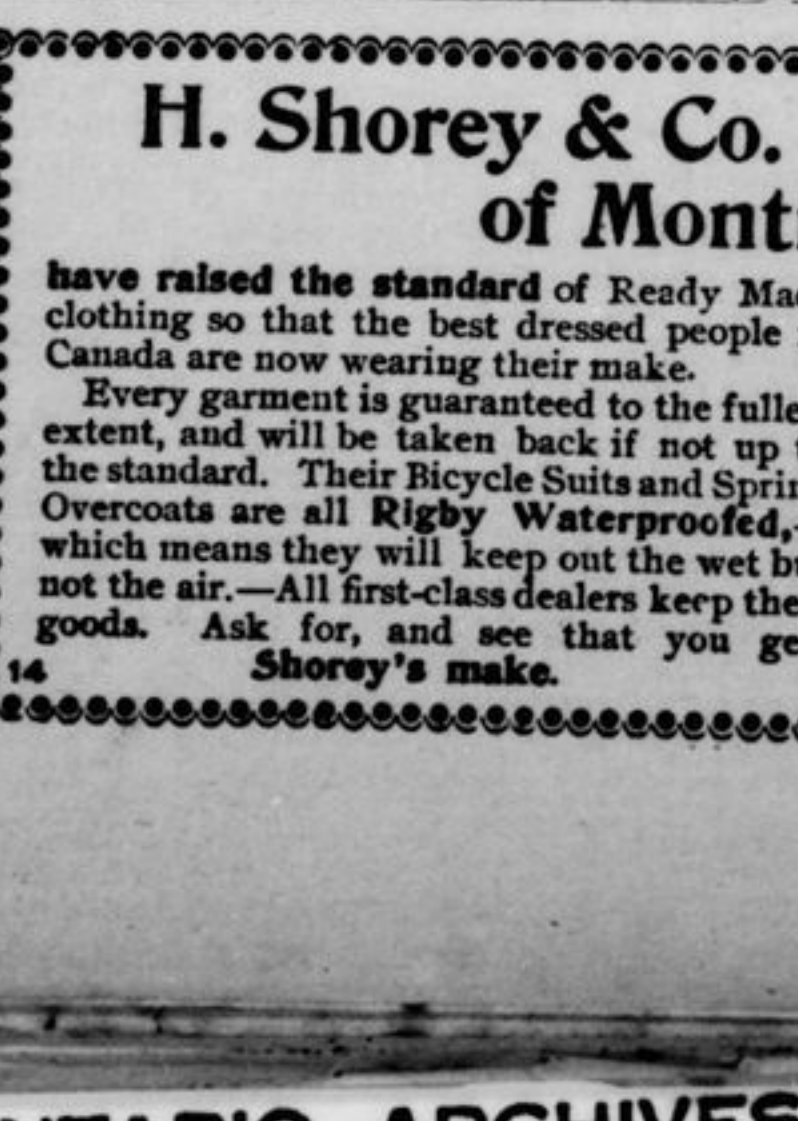 H. Shorey & Co.
of Mont
have raised the standard of Ready Ma
clothing so that the best dressed people
Canada are now wearing their make.
Every garment is guaranteed to the fulle
extent, and will be taken back if not up
the standard. Their Bicycle Suits and Sprin
Overcoats are all Rigby Waterproofed,-
which means they will keep out the wet b
not the air.—All first-class dealers keep the
goods. Ask for, and see that you ge
14 Shorey's make.
ARCHIVES